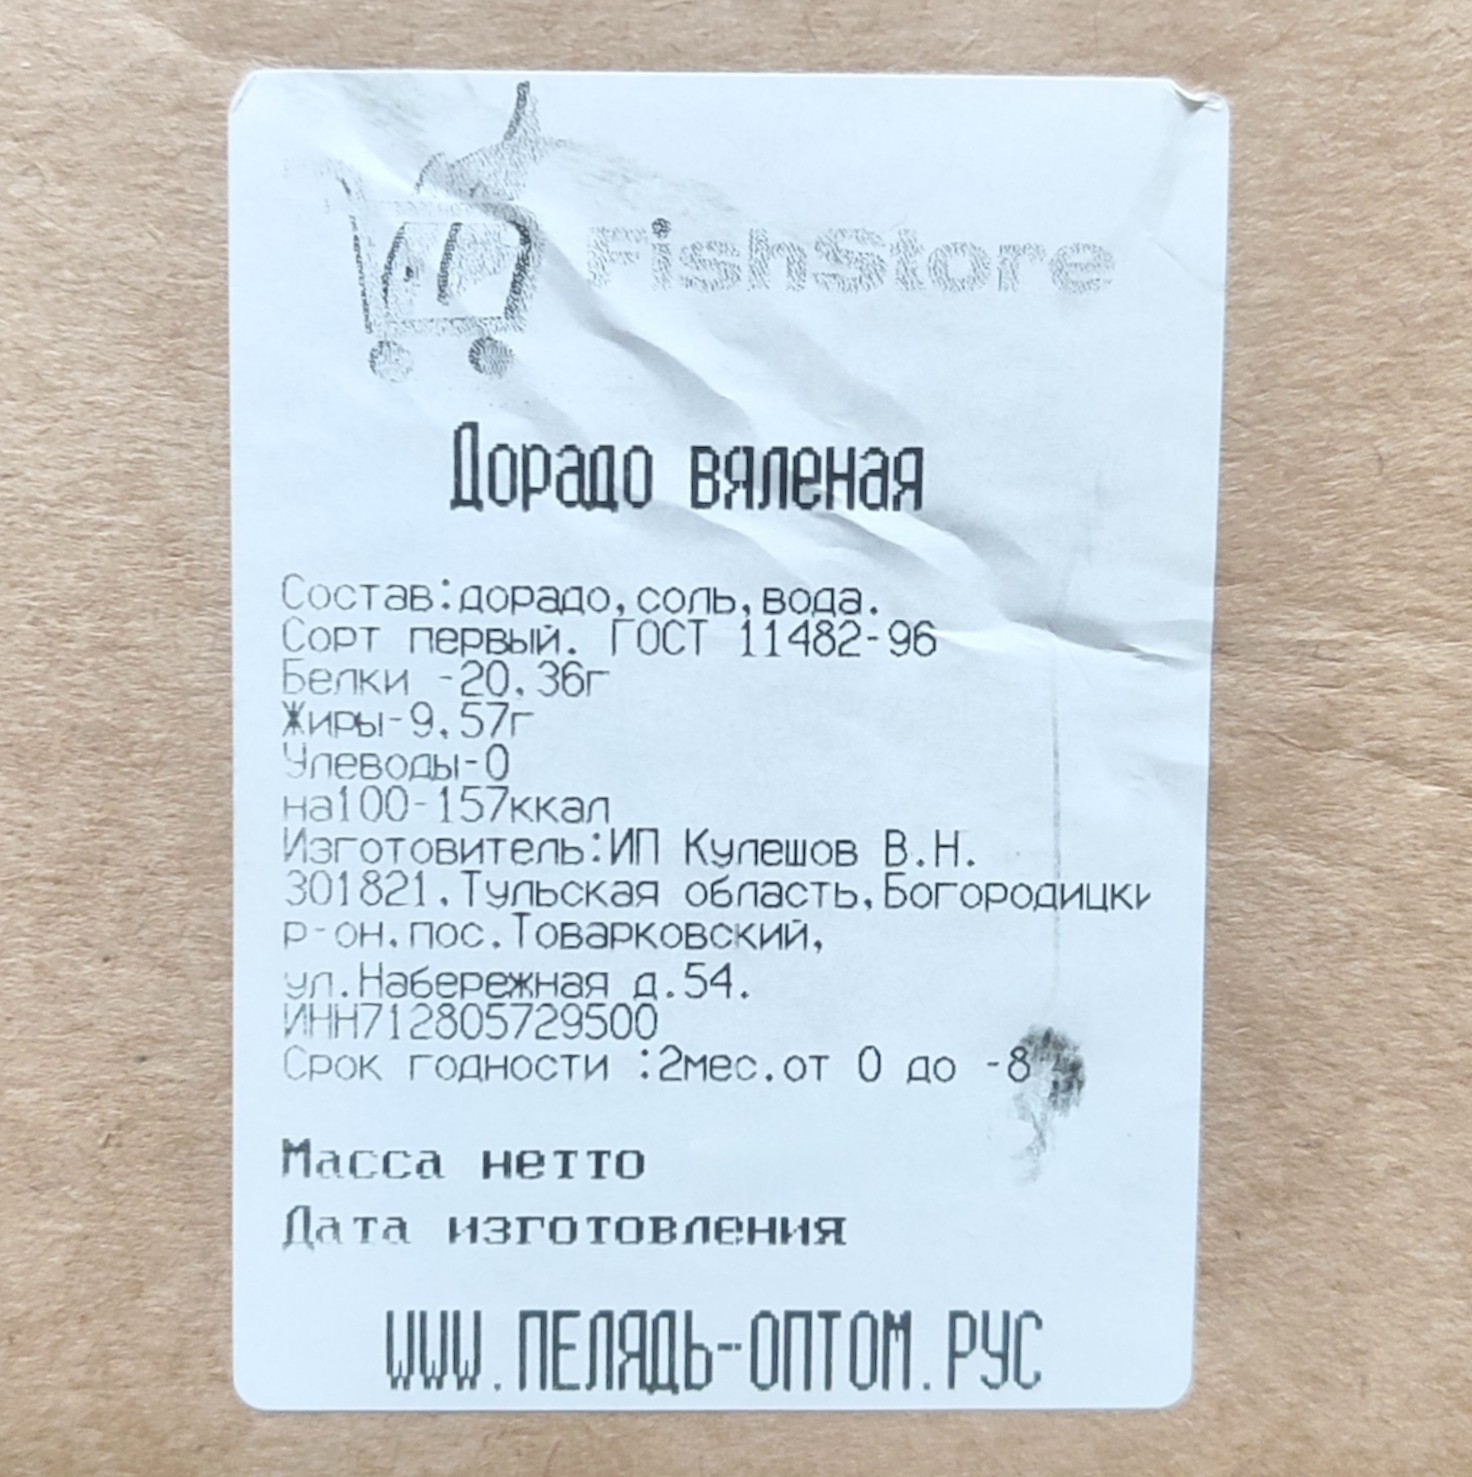 FishStore
Дорадо вяленая
Состав:дорадо,соль,вода.
Сорт первый. ГОСТ 11482-96
Белки -20,36г
Жиры-9,57г
Улеводы-0
на100-157ккал
Изготовитель:ИП Кулешов В.Н.
301821,Тульская область,Богородицки
р-он,пос.Товарковский,
ул.Набережная д.54.
ИНН712805729500
Срок годности :2мес.от 0 до -8
Масса нетто
Дата изготовления
WWW.ПЕЛЯДЬ-ОПТОМ.РУС